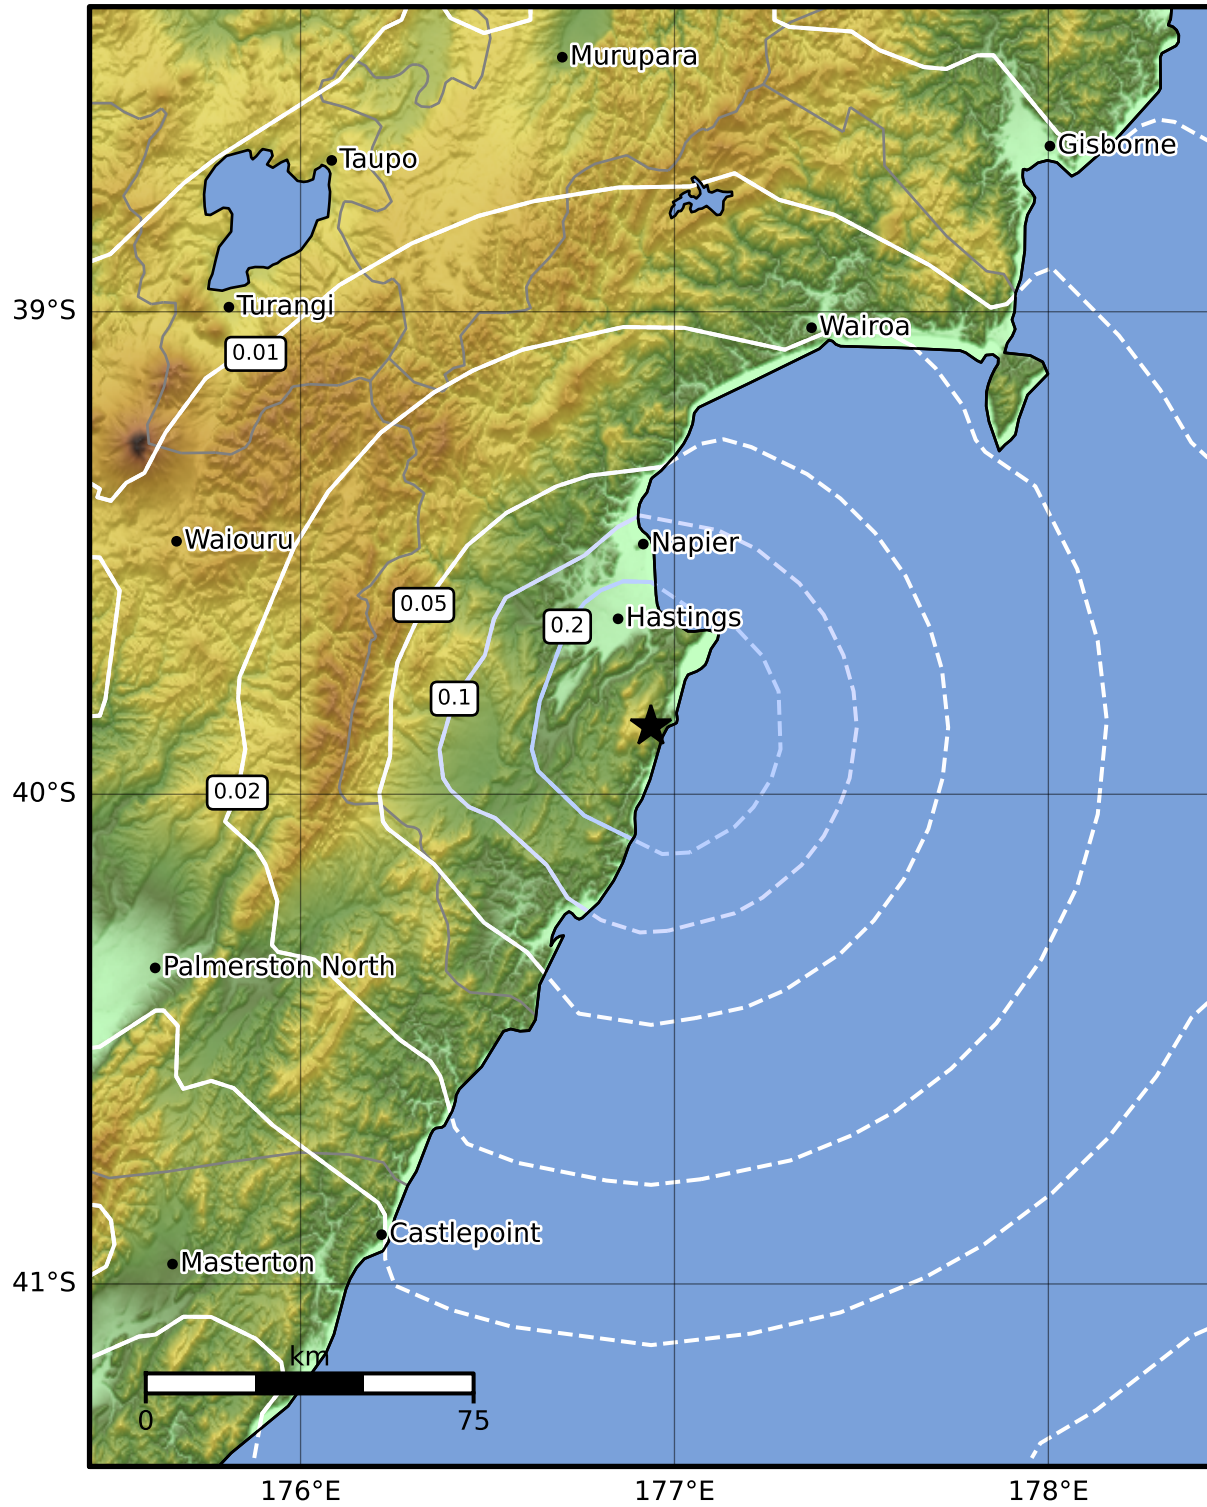 Murupara
Gisborne
Taupo
Turangi
39°S
Wairoa
0.01
Waiouru
Napier
0.05
Hastings
0.2
0.1
40°S
0.02
Palmerston North
Castlepoint
Masterton
41°S
km
0
75
176°E
177°E
178°E